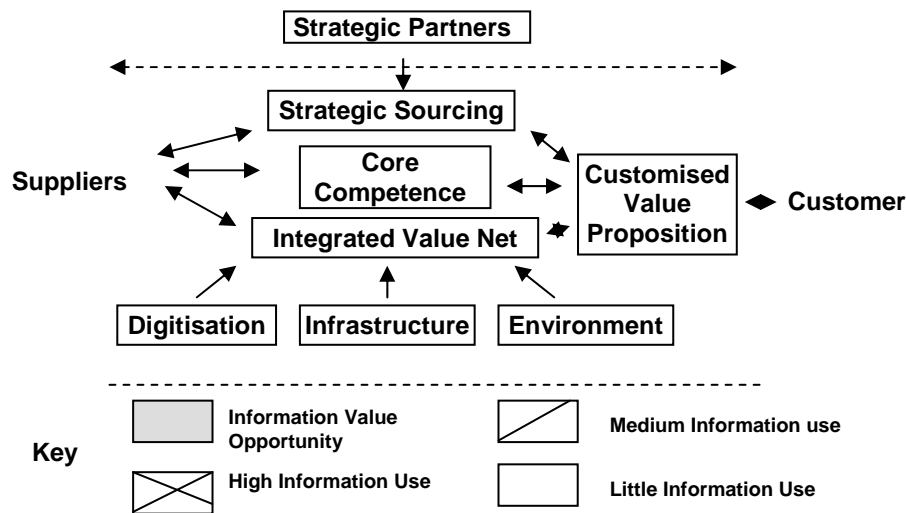 Strategic Partners
Strategic Sourcing
Suppliers
Core
Competence
Customised
Value
Proposition
Customer
Integrated Value Net
Digitisation
Infrastructure
Environment
Key
Information Value
Opportunity
Medium Information use
High Information Use
Little Information Use